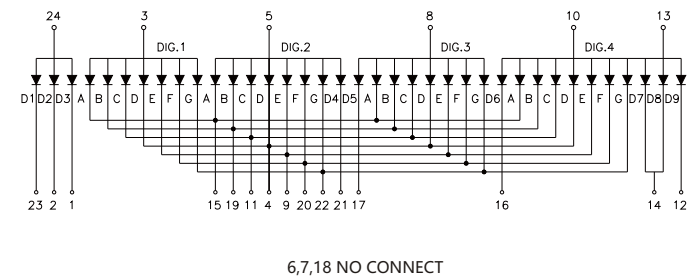 24 3 5 8 10 13
DIG.1 DIG.2 DIG.3 DIG.4
D1 D2 D3 A B C D E F G A B C D E F G D4 D5 A B C D E F G D6 A B C D E F G D7 D8 D9
23 2 1 15 19 11 4 9 20 22 21 17 16 14 12
6,7,18 NO CONNECT